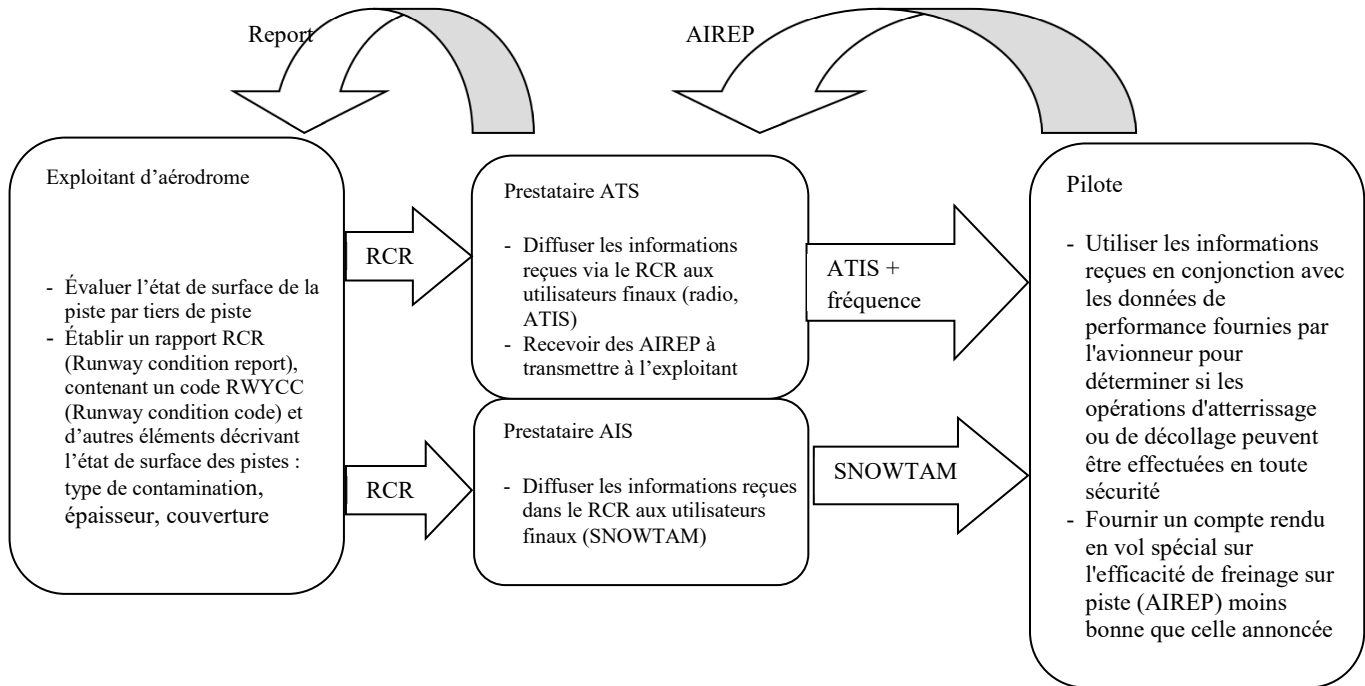 Report
AIREP
Exploitant d’aérodrome
- Évaluer l’état de surface de la
piste par tiers de piste
- Établir un rapport RCR
(Runway condition report),
contenant un code RWYCC
(Runway condition code) et
d’autres éléments décrivant
l’état de surface des pistes :
type de contamination,
épaisseur, couverture
RCR
RCR
Prestataire ATS
- Diffuser les informations
reçues via le RCR aux
utilisateurs finaux (radio,
ATIS)
- Recevoir des AIREP à
transmettre à l’exploitant
Prestataire AIS
- Diffuser les informations reçues
dans le RCR aux utilisateurs
finaux (SNOWTAM)
ATIS +
fréquence
SNOWTAM
Pilote
- Utiliser les informations
reçues en conjonction avec
les données de
performance fournies par
l'avionneur pour
déterminer si les
opérations d'atterrissage
ou de décollage peuvent
être effectuées en toute
sécurité
- Fournir un compte rendu
en vol spécial sur
l'efficacité de freinage sur
piste (AIREP) moins
bonne que celle annoncée